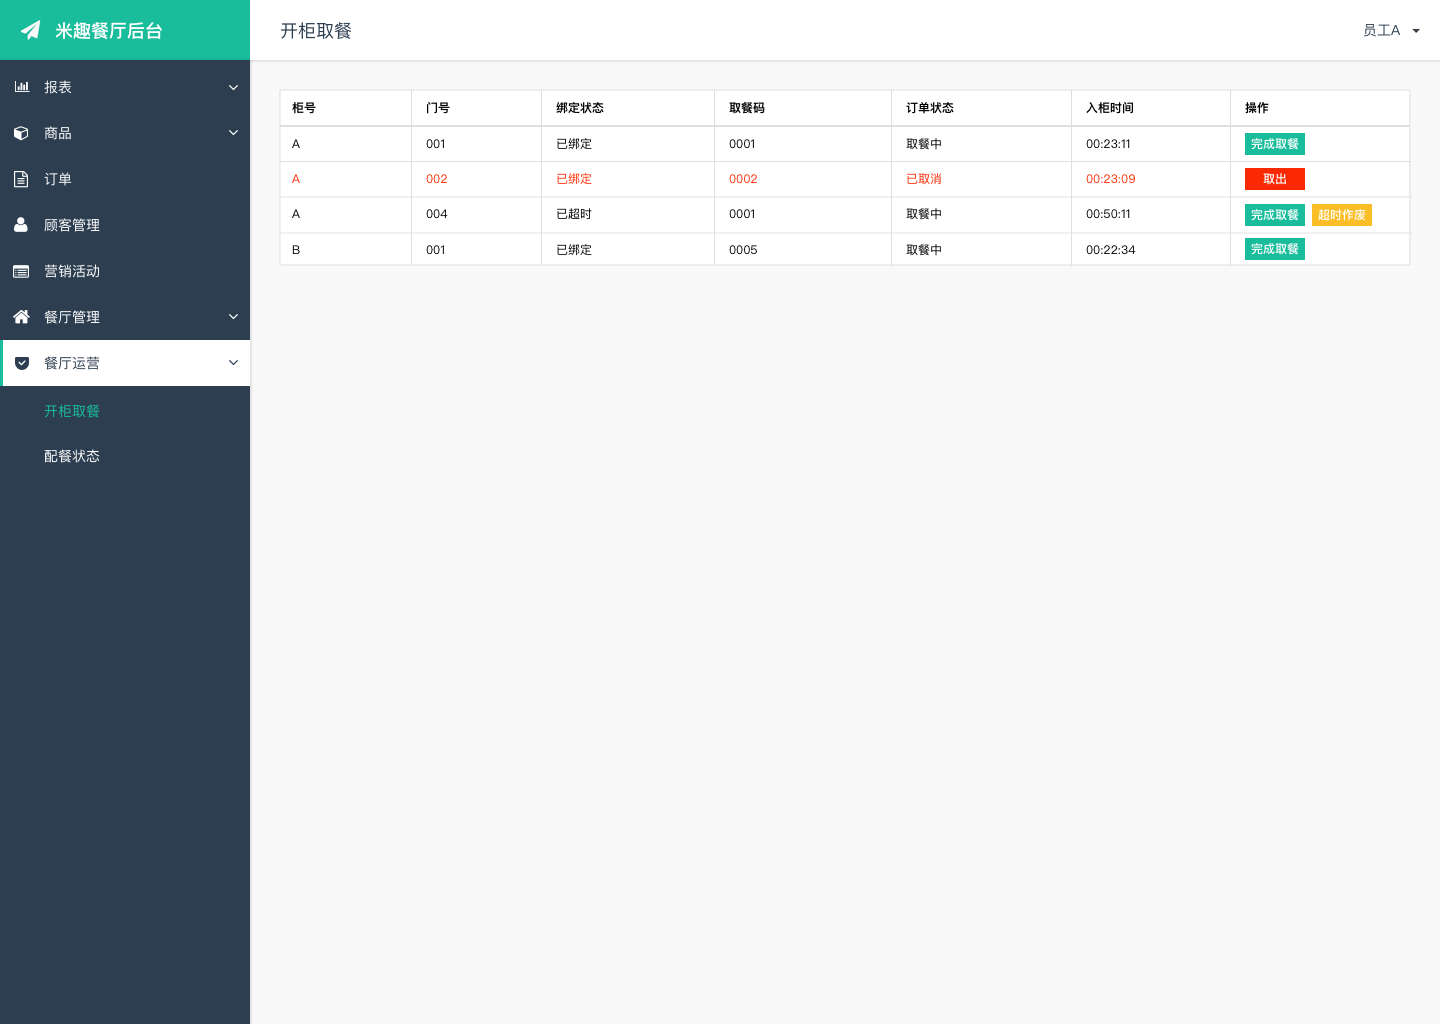 米趣餐厅后台
开柜取餐
员工A
报表
商品
订单
顾客管理
营销活动
餐厅管理
餐厅运营
开柜取餐
配餐状态
柜号 门号 绑定状态 取餐码 订单状态 入柜时间 操作
A 001 已绑定 0001 取餐中 00:23:11 完成取餐
A 002 已绑定 0002 已取消 00:23:09 取出
A 004 已超时 0001 取餐中 00:50:11 完成取餐 超时作废
B 001 已绑定 0005 取餐中 00:22:34 完成取餐